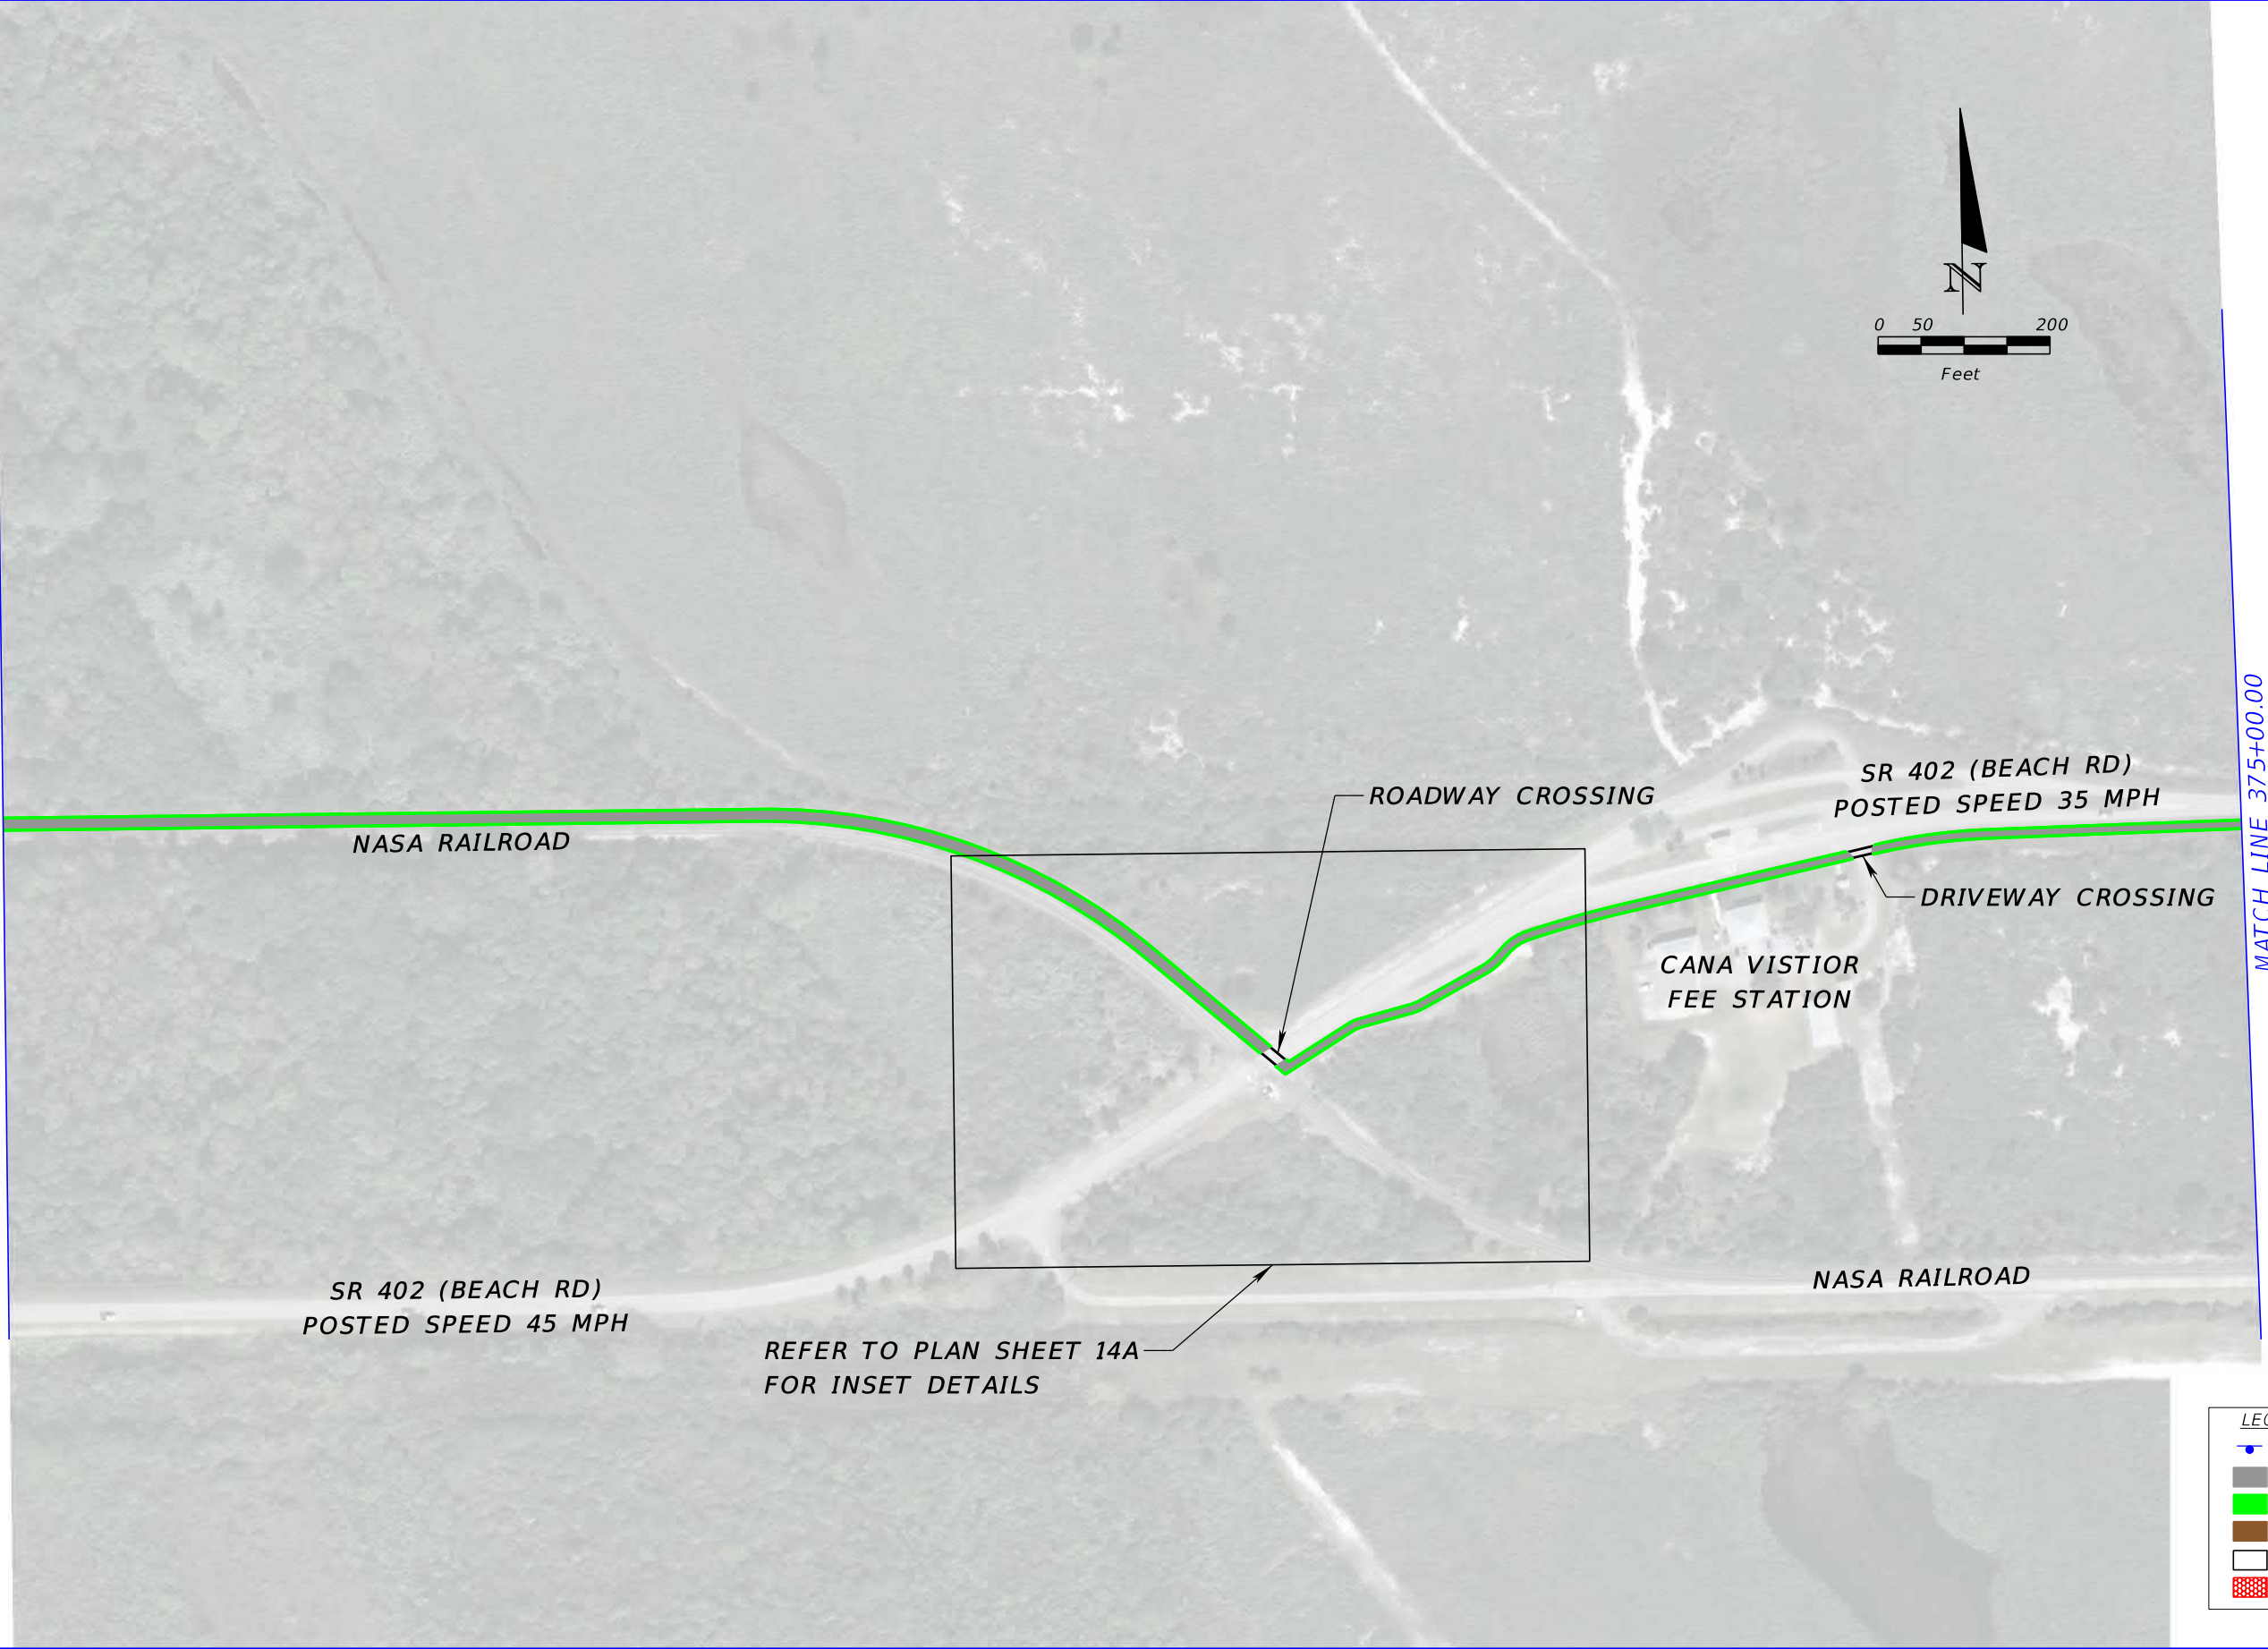 N
0 50 200
Feet
MATCH LINE 375+00.00
SR 402 (BEACH RD)
POSTED SPEED 35 MPH
ROADWAY CROSSING
NASA RAILROAD
DRIVEWAY CROSSING
CANA VISTIOR
FEE STATION
NASA RAILROAD
SR 402 (BEACH RD)
POSTED SPEED 45 MPH
REFER TO PLAN SHEET 14A
FOR INSET DETAILS